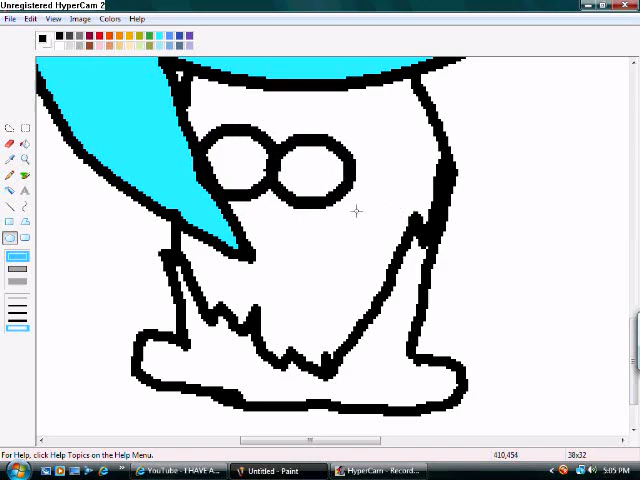 Unregistered HyperCam 2
File Edit View Image Colors Help
For Help, click Help Topics on the Help Menu.
410,454
38x32
YouTube - I HAVE A...
Untitled - Paint
HyperCam - Record...
5:05 PM